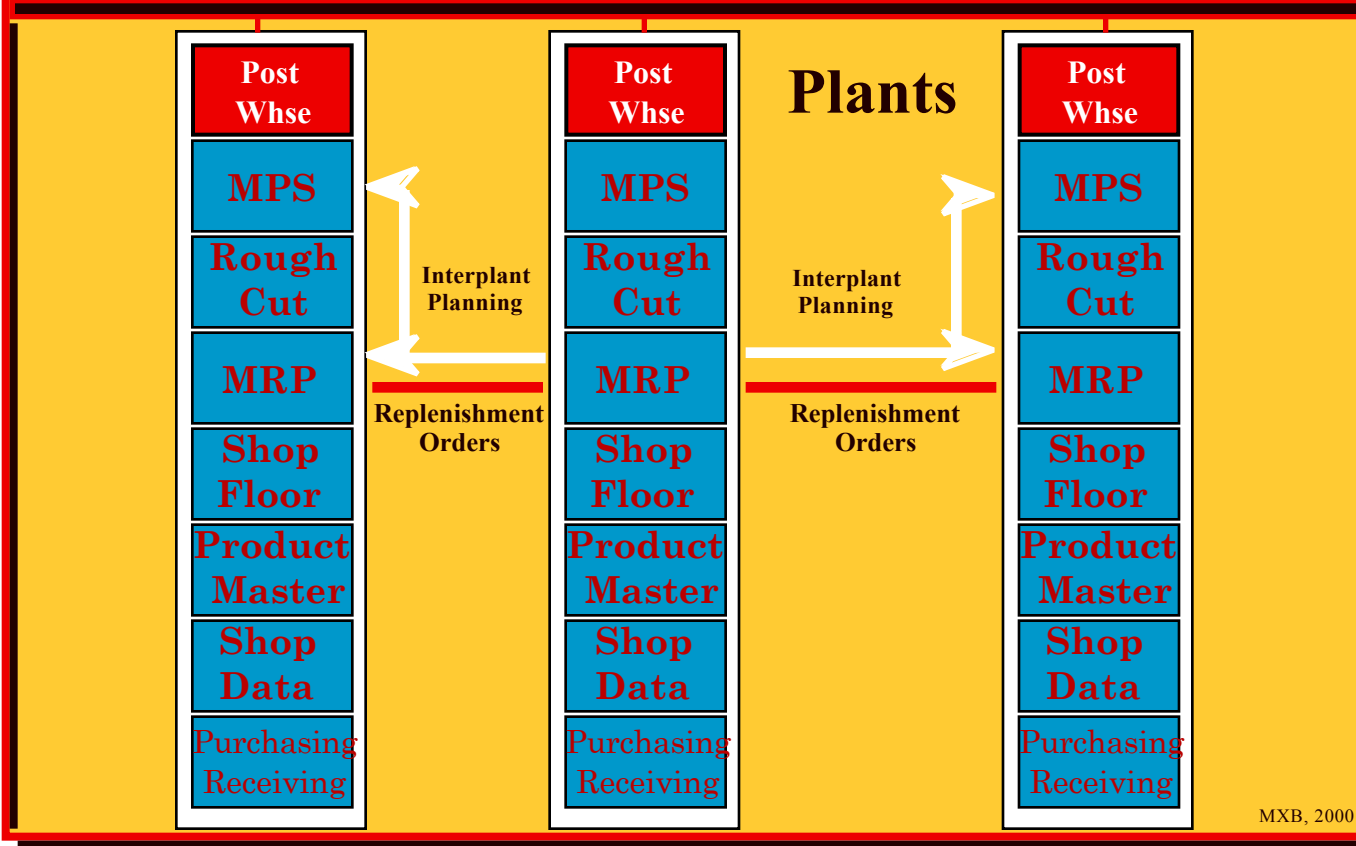 Plants
Post
Whse
MPS
Rough
Cut
MRP
Shop
Floor
Product
Master
Shop
Data
Purchasing
Receiving
Interplant
Planning
Replenishment
Orders
Post
Whse
MPS
Rough
Cut
MRP
Shop
Floor
Product
Master
Shop
Data
Purchasing
Receiving
Interplant
Planning
Replenishment
Orders
Post
Whse
MPS
Rough
Cut
MRP
Shop
Floor
Product
Master
Shop
Data
Purchasing
Receiving
MXB, 2000